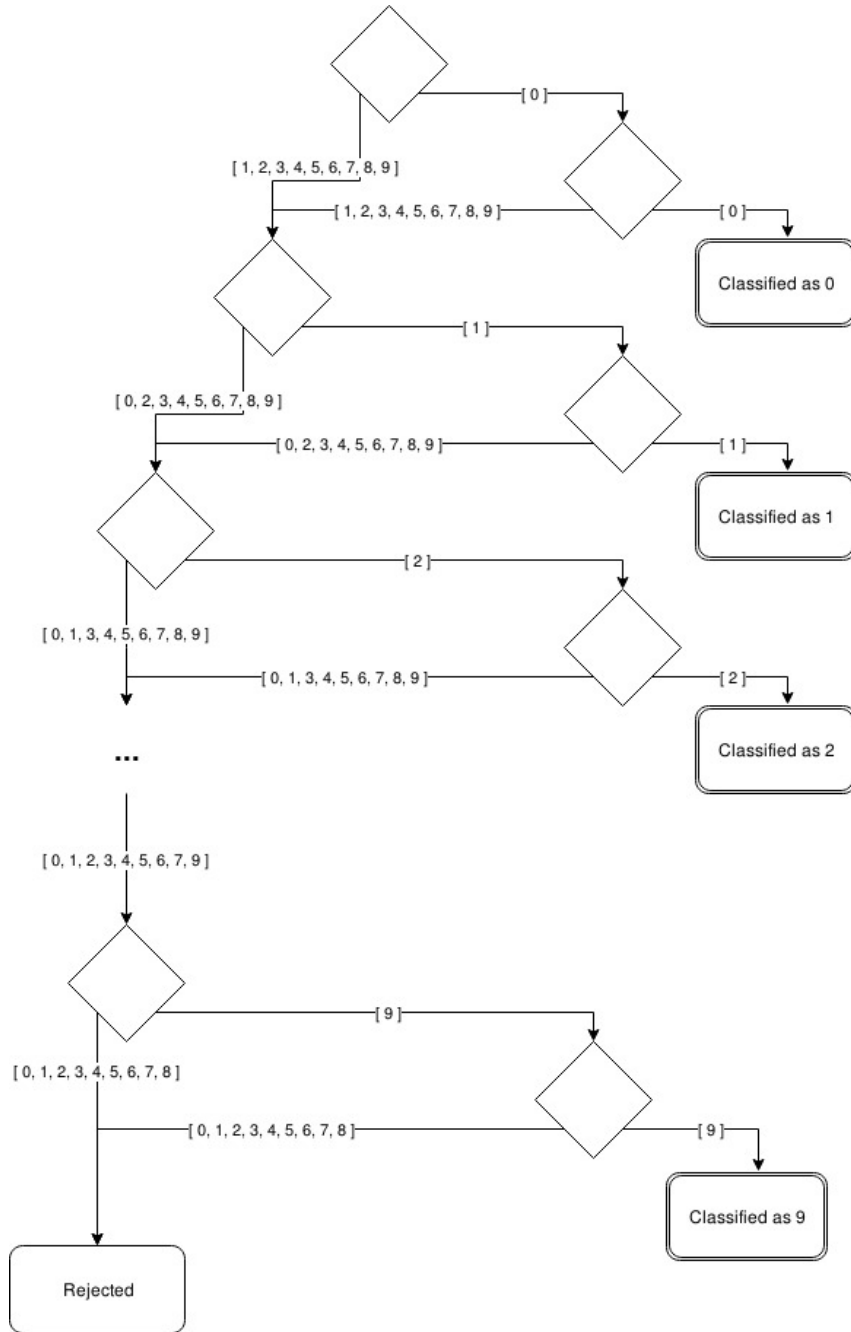 [ 0 ]
[ 1, 2, 3, 4, 5, 6, 7, 8, 9 ]
[ 1, 2, 3, 4, 5, 6, 7, 8, 9 ]
[ 0 ]
Classified as 0
[ 1 ]
[ 0, 2, 3, 4, 5, 6, 7, 8, 9 ]
[ 0, 2, 3, 4, 5, 6, 7, 8, 9 ]
[ 1 ]
Classified as 1
[ 2 ]
[ 0, 1, 3, 4, 5, 6, 7, 8, 9 ]
[ 0, 1, 3, 4, 5, 6, 7, 8, 9 ]
[ 2 ]
Classified as 2
...
[ 0, 1, 2, 3, 4, 5, 6, 7, 9 ]
[ 9 ]
[ 0, 1, 2, 3, 4, 5, 6, 7, 8 ]
[ 0, 1, 2, 3, 4, 5, 6, 7, 8 ]
[ 9 ]
Classified as 9
Rejected